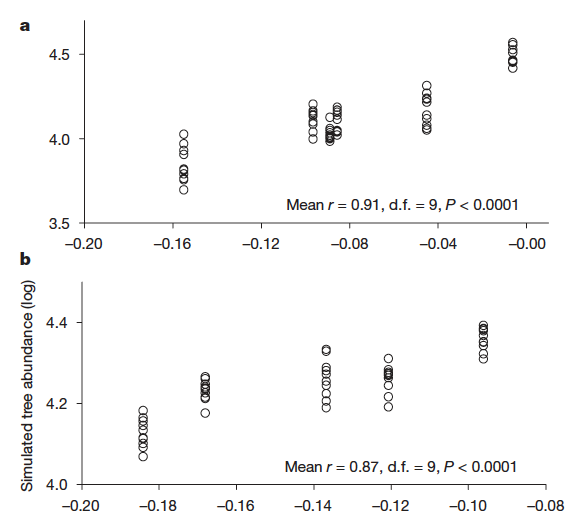 a
4.5
4.0
3.5
Mean r = 0.91, d.f. = 9, P < 0.0001
–0.20 –0.16 –0.12 –0.08 –0.04 –0.00
b
Simulated tree abundance (log)
4.4
4.2
4.0
Mean r = 0.87, d.f. = 9, P < 0.0001
–0.20 –0.18 –0.16 –0.14 –0.12 –0.10 –0.08